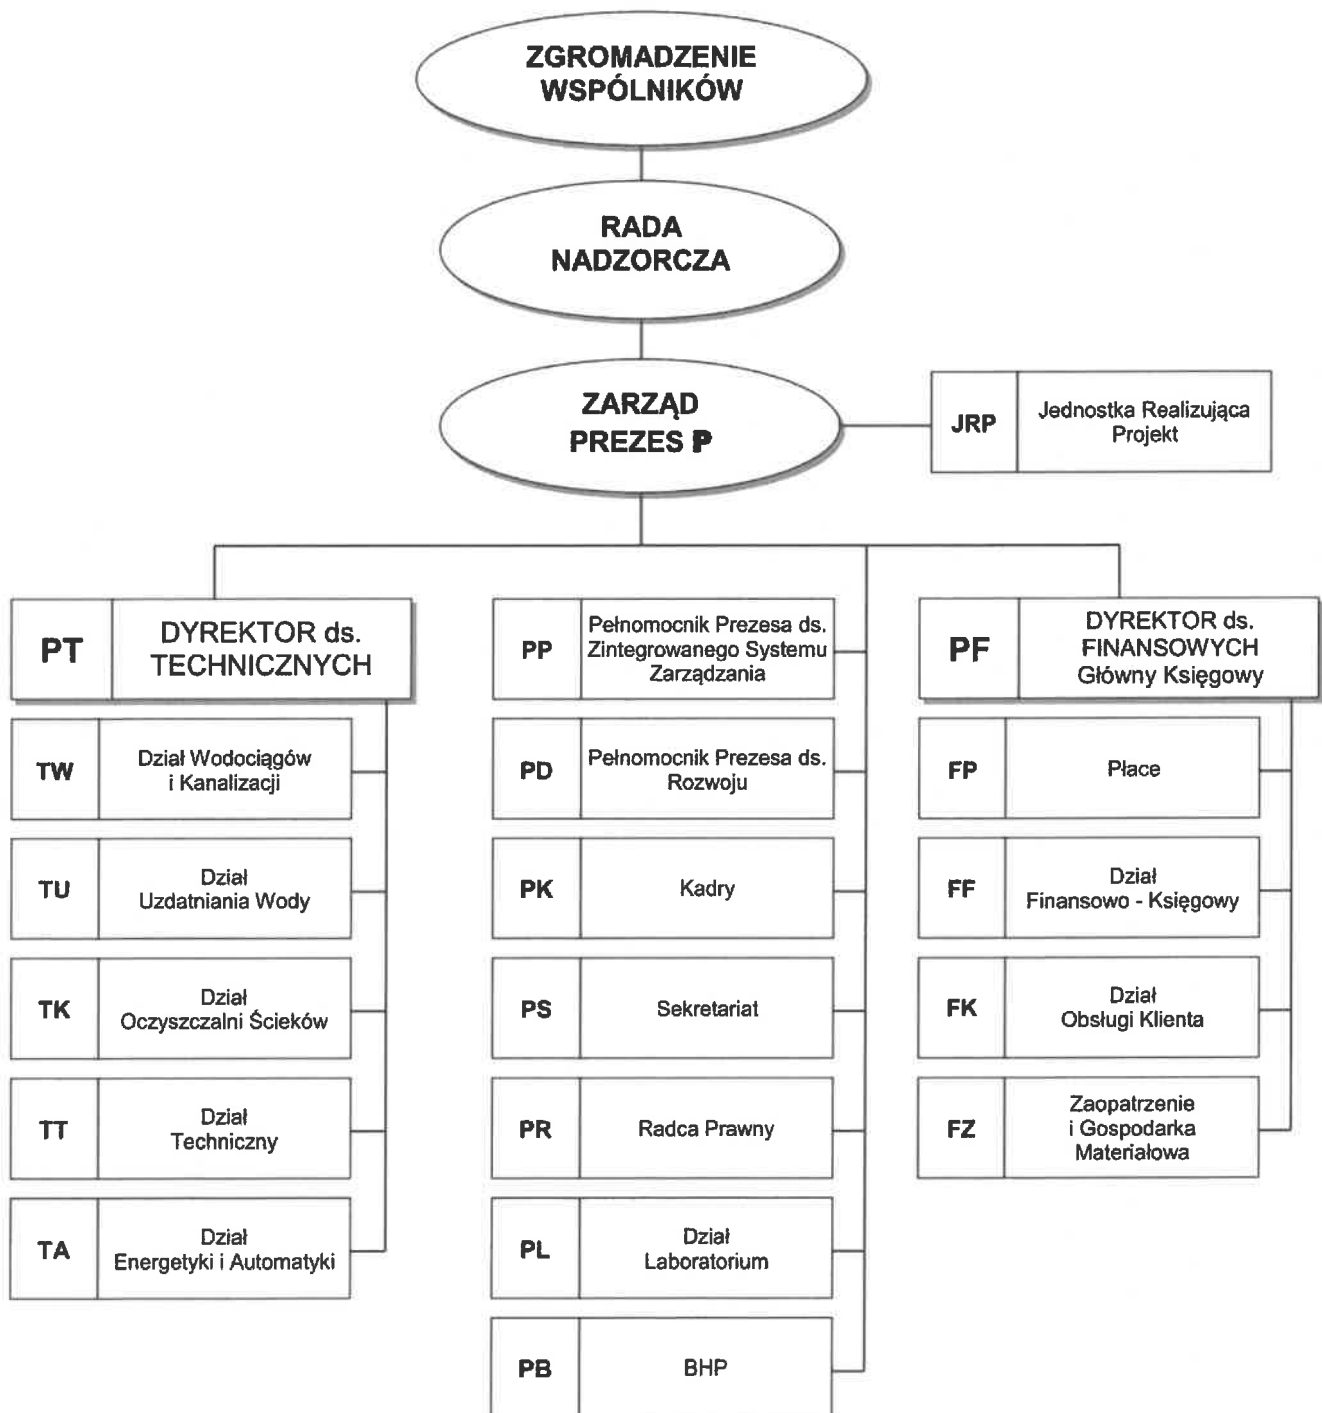 ZGROMADZENIE
WSPÓLNIKÓW
RADA
NADZORCZA
ZARZĄD
PREZES P
JRP
Jednostka Realizująca
Projekt
PT
DYREKTOR ds.
TECHNICZNYCH
TW
Dział Wodociągów
i Kanalizacji
TU
Dział
Uzdatniania Wody
TK
Dział
Oczyszczalni Ścieków
TT
Dział
Techniczny
TA
Dział
Energetyki i Automatyki
PP
Pełnomocnik Prezesa ds.
Zintegrowanego Systemu
Zarządzania
PD
Pełnomocnik Prezesa ds.
Rozwoju
PK
Kadry
PS
Sekretariat
PR
Radca Prawny
PL
Dział
Laboratorium
PB
BHP
PF
DYREKTOR ds.
FINANSOWYCH
Główny Księgowy
FP
Płace
FF
Dział
Finansowo - Księgowy
FK
Dział
Obsługi Klienta
FZ
Zaopatrzenie
i Gospodarka
Materiałowa